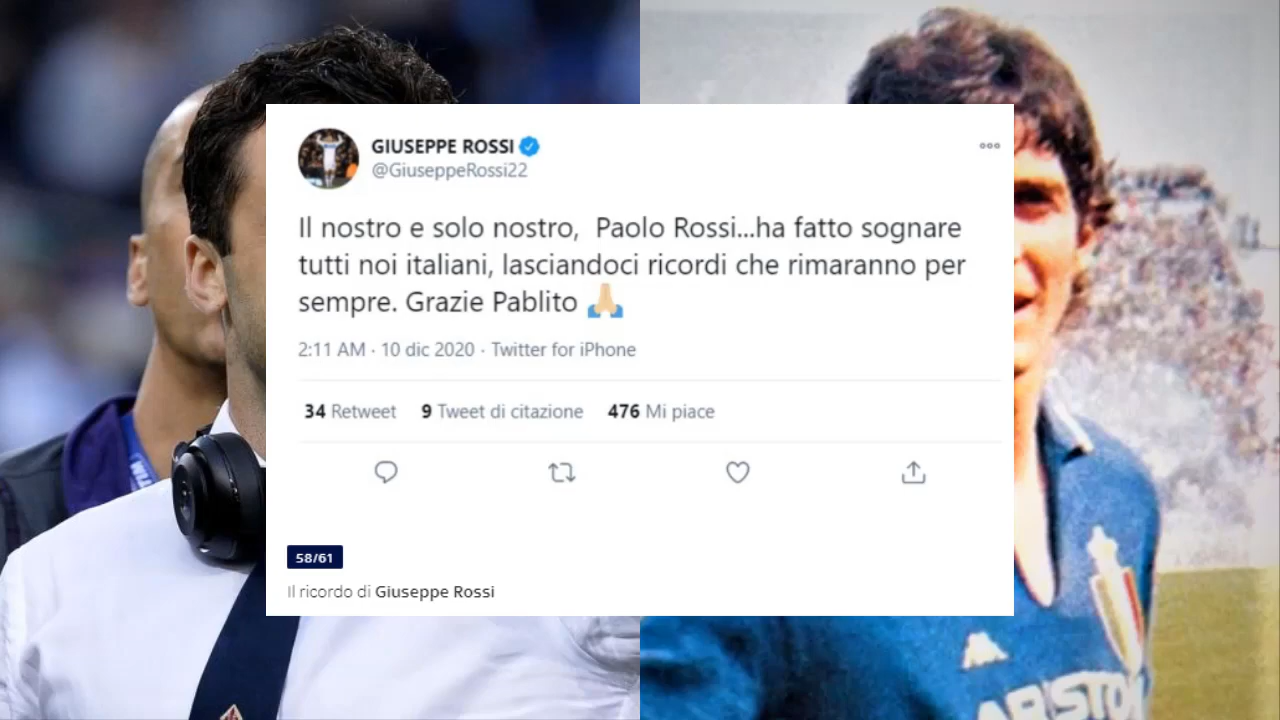 GIUSEPPE ROSSI
@GiuseppeRossi22
Il nostro e solo nostro,  Paolo Rossi...ha fatto sognare
tutti noi italiani, lasciandoci ricordi che rimaranno per
sempre. Grazie Pablito 🙏🏻
2:11 AM · 10 dic 2020 · Twitter for iPhone
34 Retweet 9 Tweet di citazione 476 Mi piace
58/61
Il ricordo di Giuseppe Rossi
ARISTON